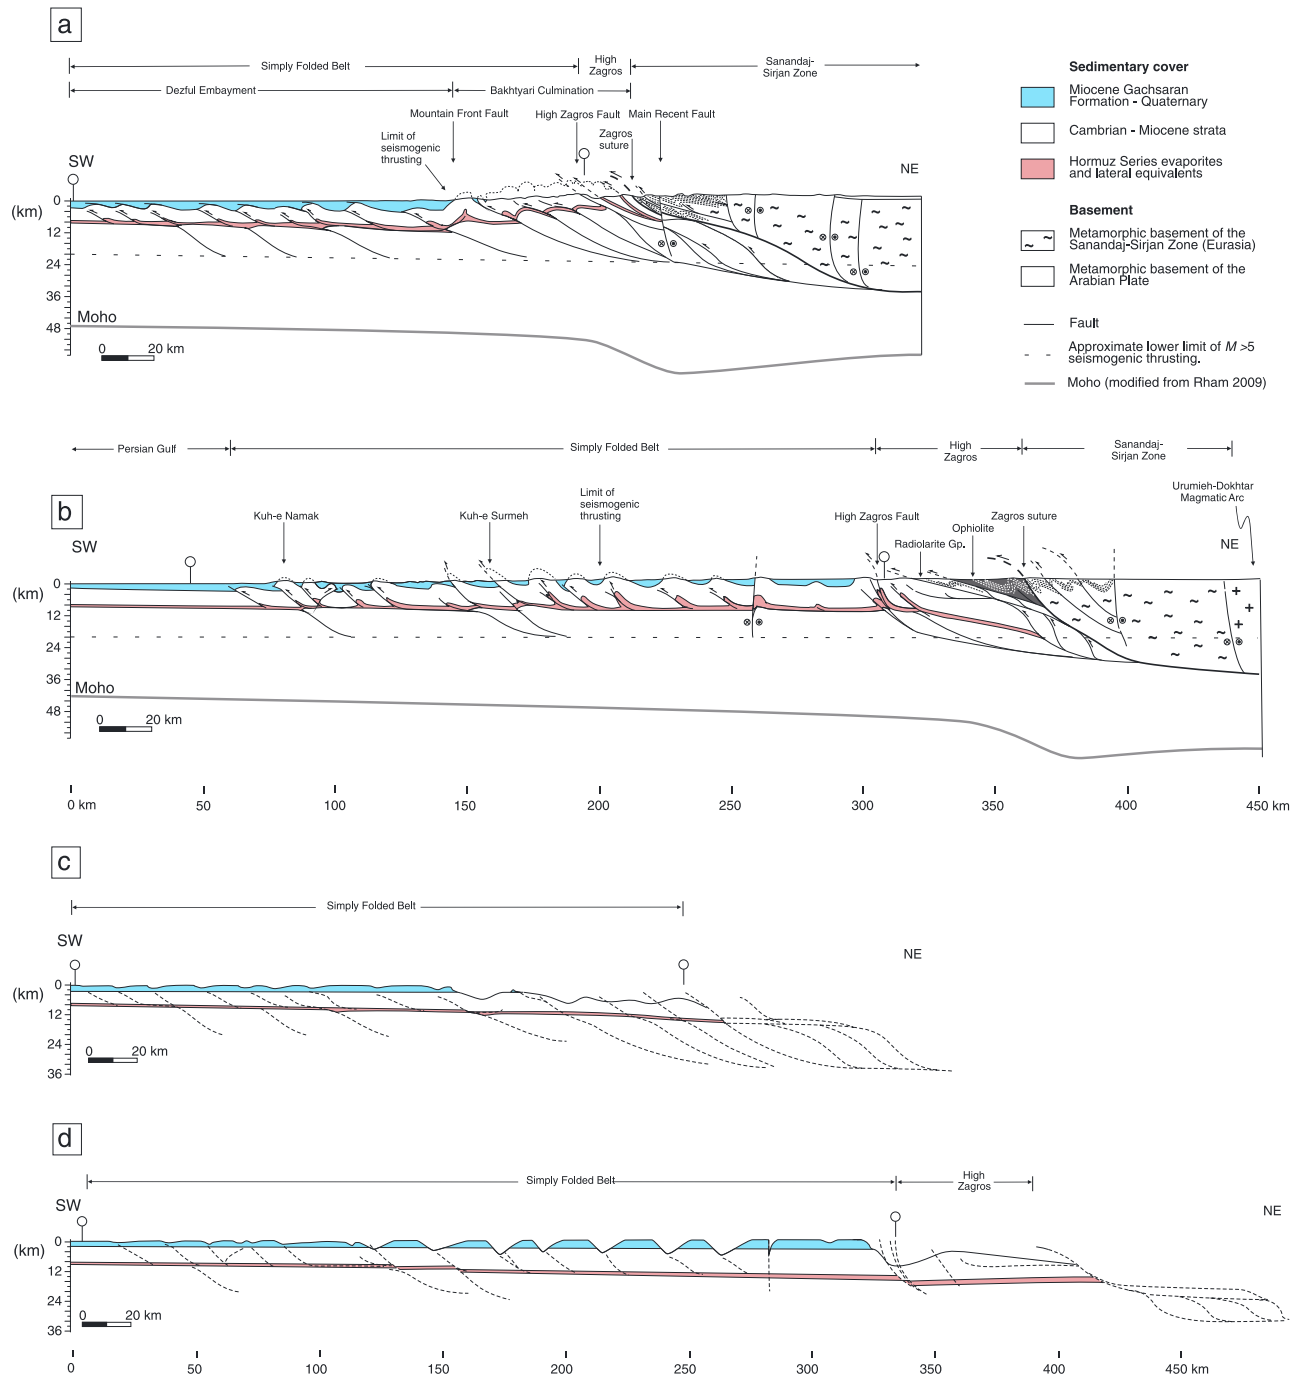 a
Simply Folded Belt
High
Zagros
Sanandaj-
Sirjan Zone
Dezful Embayment
Bakhtyari Culmination
Mountain Front Fault
High Zagros Fault
Main Recent Fault
Limit of
seismogenic
thrusting
Zagros
suture
SW
NE
(km)
0
12
24
36
48
Moho
0 20 km
Sedimentary cover
Miocene Gachsaran
Formation - Quaternary
Cambrian - Miocene strata
Hormuz Series evaporites
and lateral equivalents
Basement
Metamorphic basement of the
Sanandaj-Sirjan Zone (Eurasia)
Metamorphic basement of the
Arabian Plate
Fault
Approximate lower limit of M >5
seismogenic thrusting.
Moho (modified from Rham 2009)
Persian Gulf
Simply Folded Belt
High
Zagros
Sanandaj-
Sirjan Zone
b
Kuh-e Namak
Kuh-e Surmeh
Limit of
seismogenic
thrusting
High Zagros Fault
Radiolarite Gp.
Ophiolite
Zagros suture
Urumieh-Dokhtar
Magmatic Arc
SW
NE
(km)
0
12
24
36
48
Moho
0 20 km
0 km 50 100 150 200 250 300 350 400 450 km
c
Simply Folded Belt
SW
NE
(km)
0
12
24
36
0 20 km
d
Simply Folded Belt
High
Zagros
SW
NE
(km)
0
12
24
36
0 20 km
0 50 100 150 200 250 300 350 400 450 km